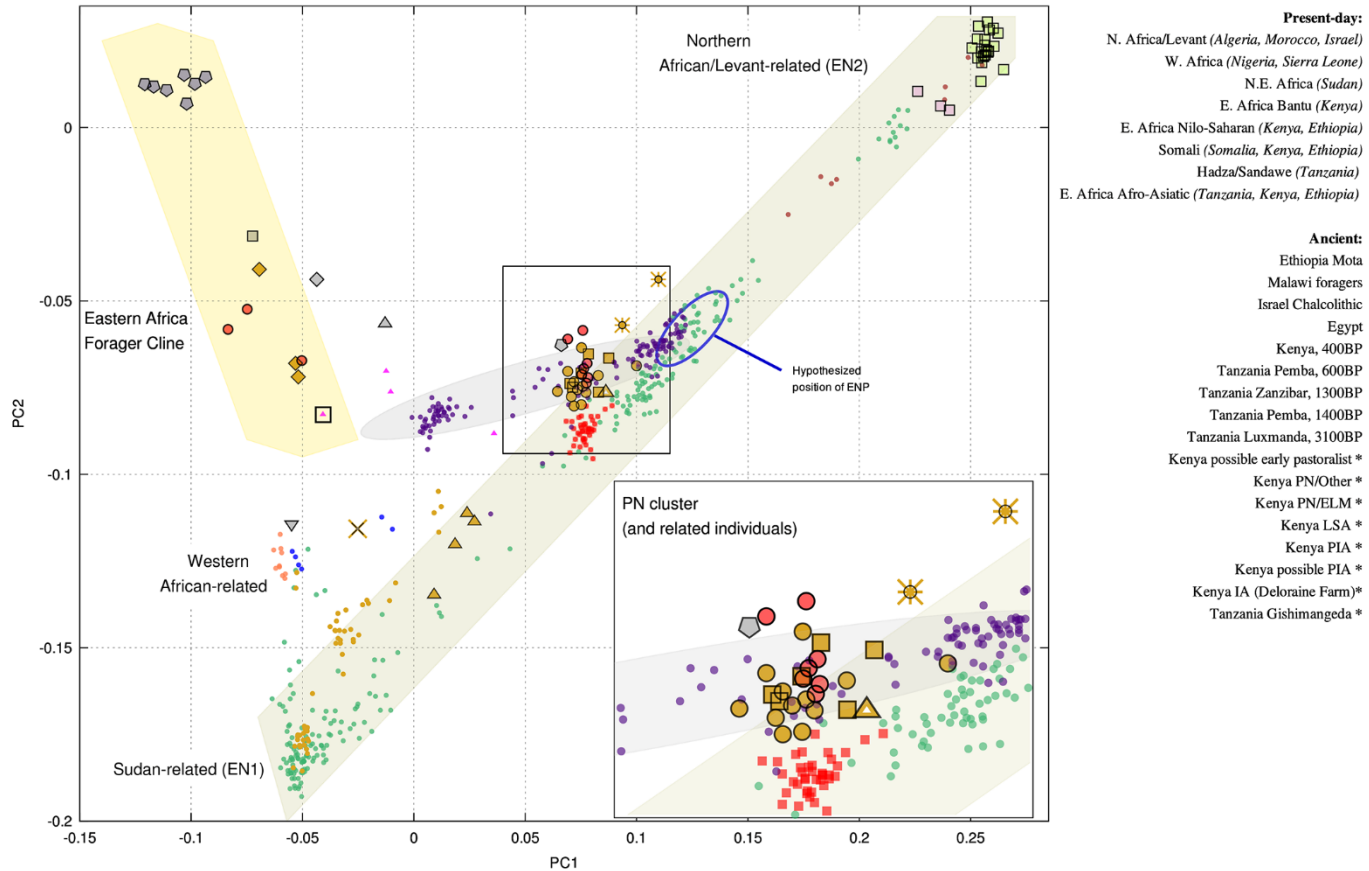 Northern
African/Levant-related (EN2)
0
-0.05
-0.1
-0.15
-0.2
PC2
Eastern Africa
Forager Cline
Hypothesized
position of ENP
Western
African-related
Sudan-related (EN1)
PN cluster
(and related individuals)
-0.15
-0.1
-0.05
0
0.05
0.1
0.15
0.2
0.25
PC1
Present-day:
N. Africa/Levant (Algeria, Morocco, Israel)
W. Africa (Nigeria, Sierra Leone)
N.E. Africa (Sudan)
E. Africa Bantu (Kenya)
E. Africa Nilo-Saharan (Kenya, Ethiopia)
Somali (Somalia, Kenya, Ethiopia)
Hadza/Sandawe (Tanzania)
E. Africa Afro-Asiatic (Tanzania, Kenya, Ethiopia)
Ancient:
Ethiopia Mota
Malawi foragers
Israel Chalcolithic
Egypt
Kenya, 400BP
Tanzania Pemba, 600BP
Tanzania Zanzibar, 1300BP
Tanzania Pemba, 1400BP
Tanzania Luxmanda, 3100BP
Kenya possible early pastoralist *
Kenya PN/Other *
Kenya PN/ELM *
Kenya LSA *
Kenya PIA *
Kenya possible PIA *
Kenya IA (Deloraine Farm)*
Tanzania Gishimangeda *